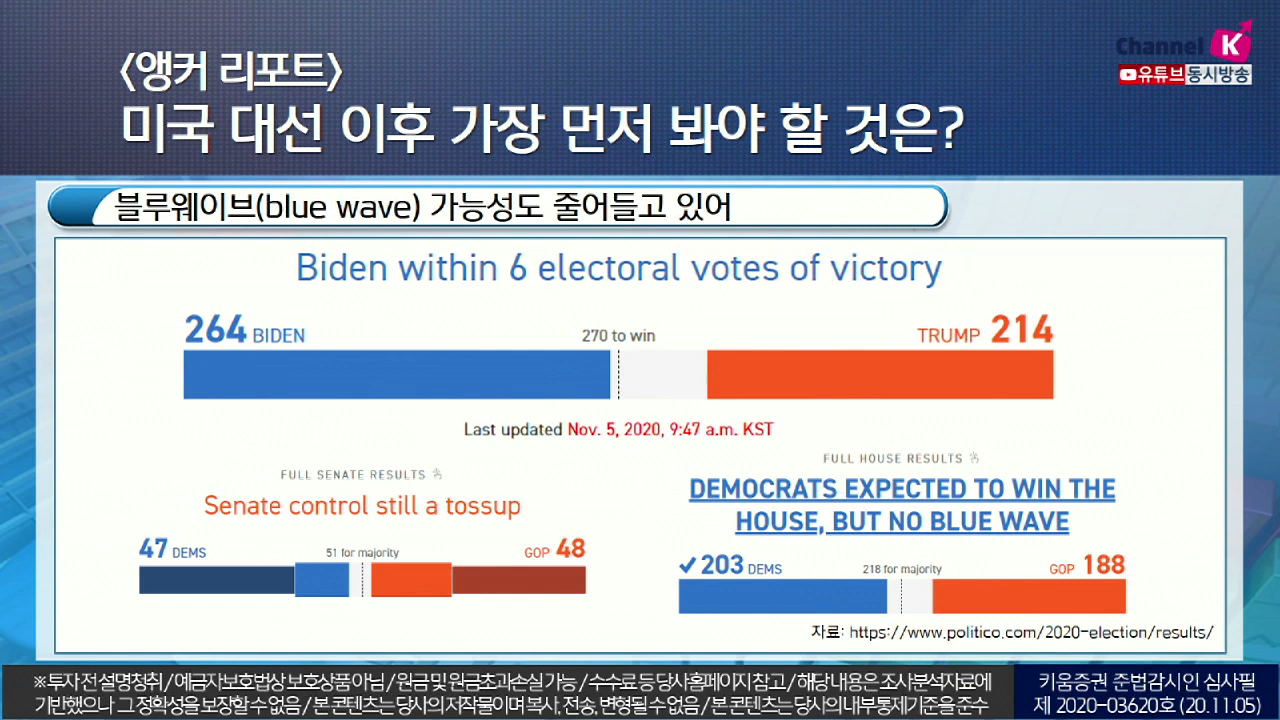 Channel K
유튜브동시방송
<앵커 리포트>
미국 대선 이후 가장 먼저 봐야 할 것은?
블루웨이브(blue wave) 가능성도 줄어들고 있어
Biden within 6 electoral votes of victory
264 BIDEN 270 to win TRUMP 214
Last updated Nov. 5, 2020, 9:47 a.m. KST
FULL SENATE RESULTS
Senate control still a tossup
47 DEMS 51 for majority GOP 48
FULL HOUSE RESULTS
DEMOCRATS EXPECTED TO WIN THE
HOUSE, BUT NO BLUE WAVE
203 DEMS 218 for majority GOP 188
자료: https://www.politico.com/2020-election/results/
※투자 전 설명청취 / 예금자보호법상 보호상품 아님 / 원금 및 원금초과손실 가능 / 수수료 등 당사홈페이지 참고 / 해당 내용은 조사분석자료에
기반했으나 그 정확성을 보장할 수 없음 / 본 콘텐츠는 당사의 저작물이며 복사, 전송, 변형될 수 없음 / 본 콘텐츠는 당사의 내부통제기준을 준수
키움증권 준법감시인 심사필
제 2020-03620호 (20.11.05)